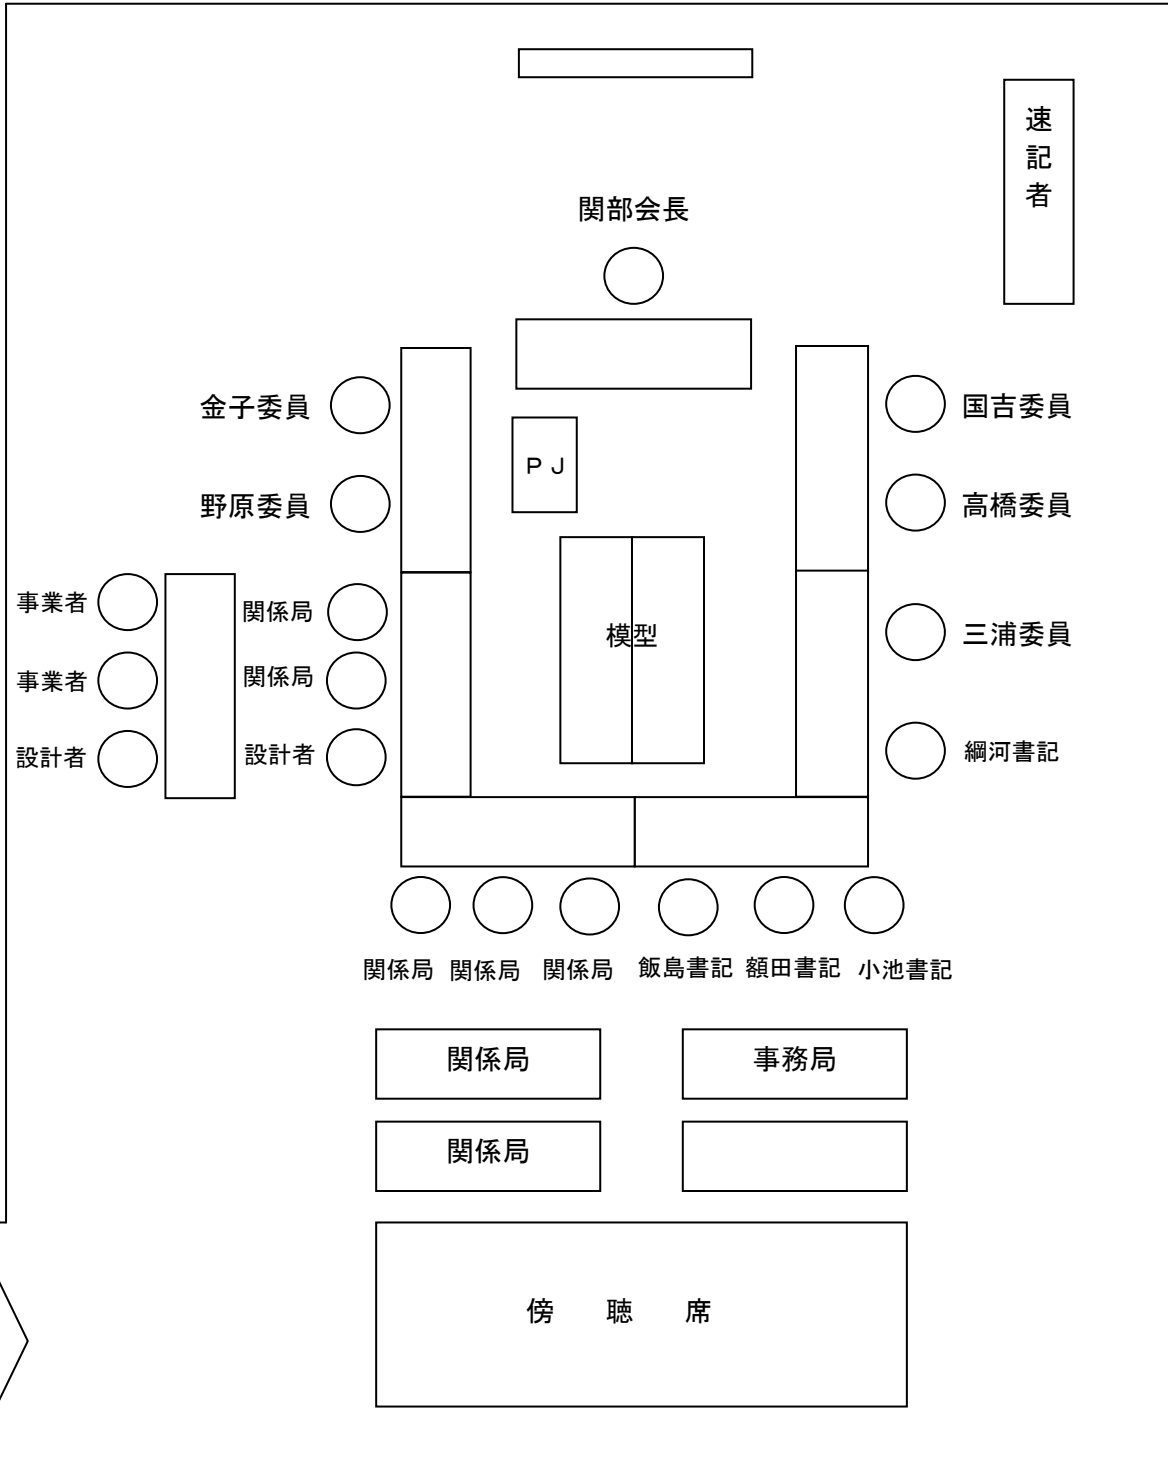 速記者
関部会長
金子委員
国吉委員
ＰＪ
野原委員
高橋委員
事業者
関係局
模型
三浦委員
事業者
関係局
設計者
設計者
綱河書記
関係局
関係局
関係局
飯島書記
額田書記
小池書記
関係局
事務局
関係局
傍　聴　席